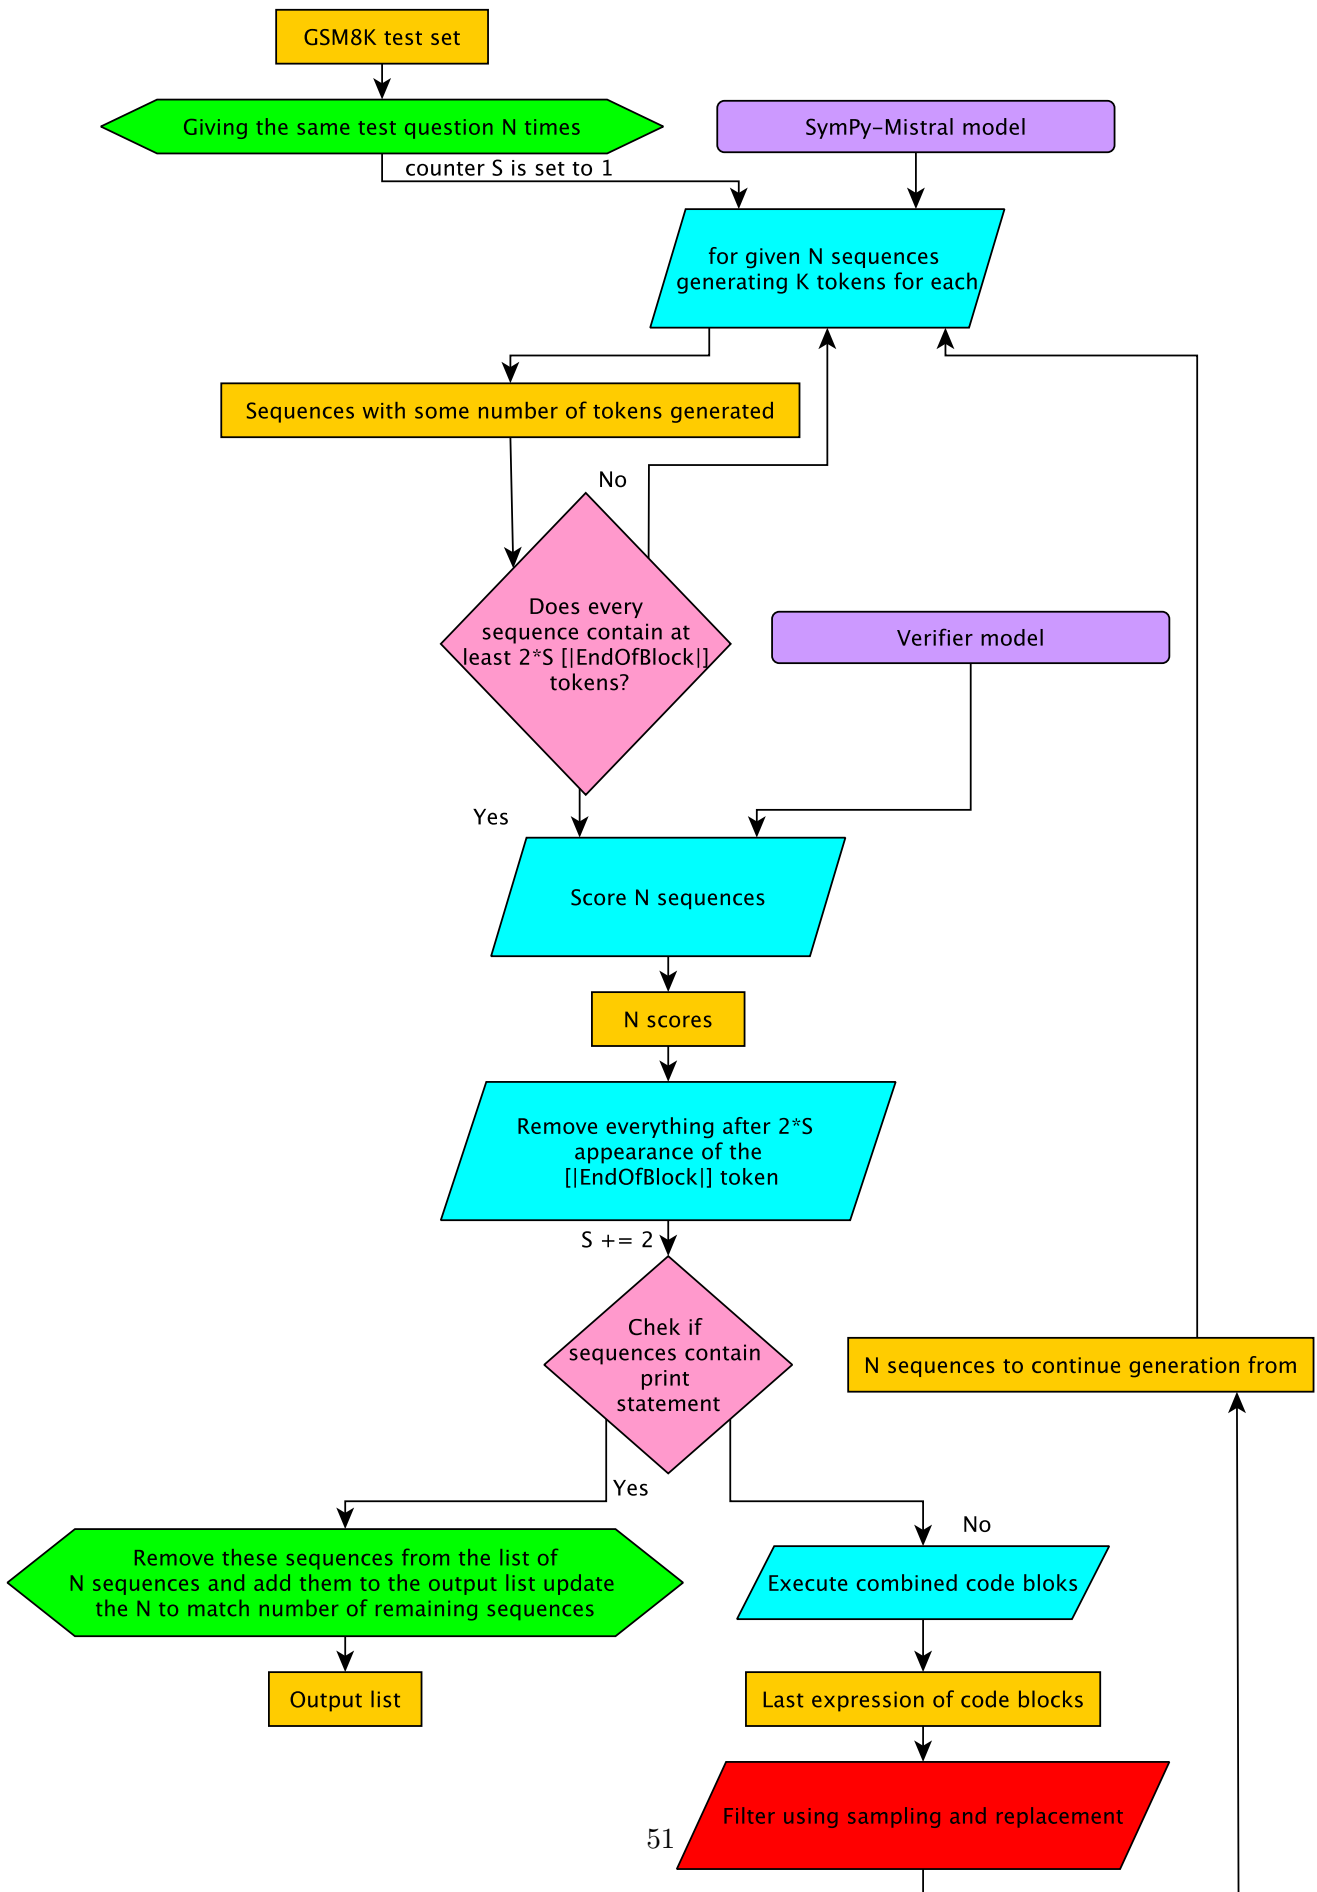 GSM8K test set
Giving the same test question N times
SymPy-Mistral model
counter S is set to 1
for given N sequences
generating K tokens for each
Sequences with some number of tokens generated
No
Does every
sequence contain at
least 2*S [|EndOfBlock|]
tokens?
Verifier model
Yes
Score N sequences
N scores
Remove everything after 2*S
appearance of the
[|EndOfBlock|] token
S += 2
Chek if
sequences contain
print
statement
N sequences to continue generation from
Yes
No
Remove these sequences from the list of
N sequences and add them to the output list update
the N to match number of remaining sequences
Execute combined code bloks
Output list
Last expression of code blocks
Filter using sampling and replacement
51